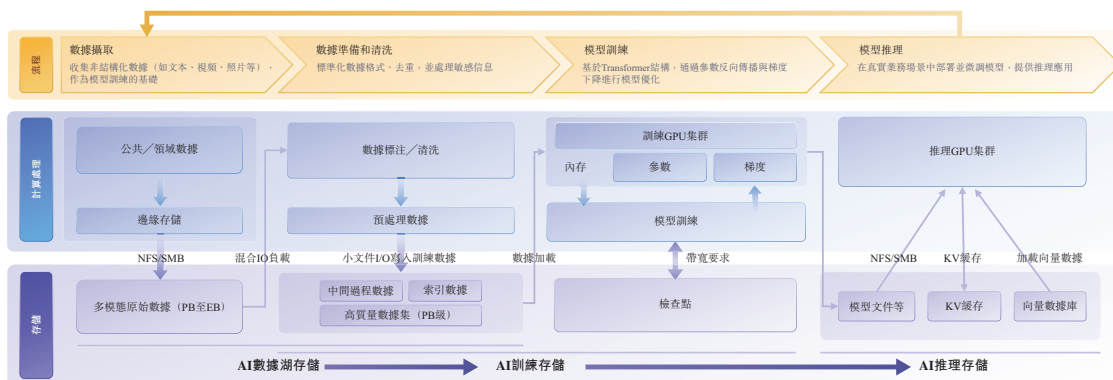 流程
數據攝取
收集非結構化數據（如文本、視頻、照片等），
作為模型訓練的基礎
數據準備和清洗
標準化數據格式、去重，並處理敏感信息
模型訓練
基於Transformer結構，通過參數反向傳播與梯度
下降進行模型優化
模型推理
在真實業務場景中部署並微調模型，提供推理應用
計算處理
公共／領域數據
邊緣存儲
數據標注／清洗
預處理數據
訓練GPU集群
內存
參數
梯度
模型訓練
推理GPU集群
NFS/SMB
混合IO負載
小文件I/O寫入訓練數據
數據加載
帶寬要求
NFS/SMB
KV緩存
加載向量數據
存儲
多模態原始數據（PB至EB）
中間過程數據
索引數據
高質量數據集（PB級）
檢查點
模型文件等
KV緩存
向量數據庫
AI數據湖存儲
AI訓練存儲
AI推理存儲